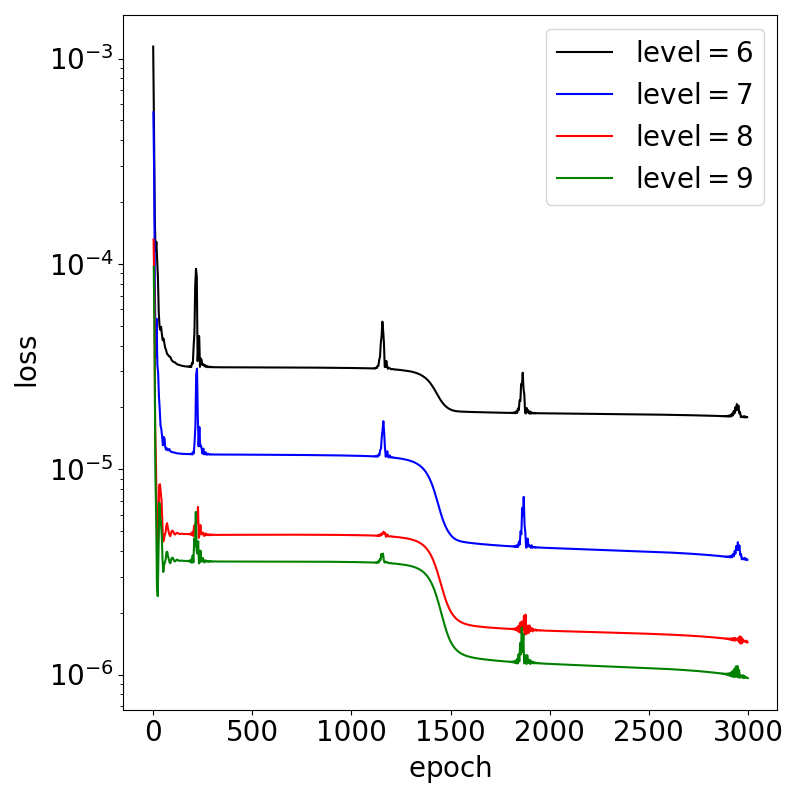 10⁻³
10⁻⁴
10⁻⁵
10⁻⁶
loss
level = 6
level = 7
level = 8
level = 9
0 500 1000 1500 2000 2500 3000
epoch